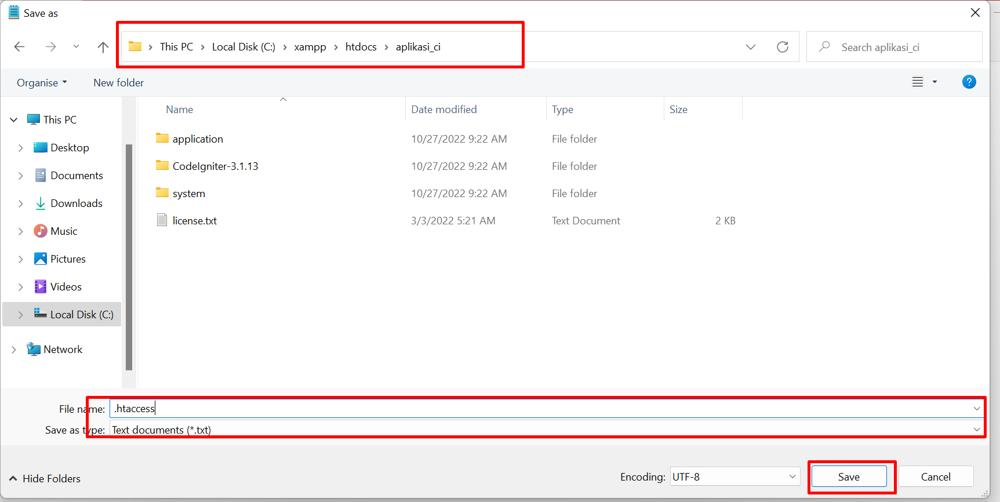 Save as
This PC > Local Disk (C:) > xampp > htdocs > aplikasi_ci
Search aplikasi_ci
Organise
New folder
?
Name
Date modified
Type
Size
This PC
Desktop
Documents
Downloads
Music
Pictures
Videos
Local Disk (C:)
Network
application 10/27/2022 9:22 AM File folder
CodeIgniter-3.1.13 10/27/2022 9:22 AM File folder
system 10/27/2022 9:22 AM File folder
license.txt 3/3/2022 5:21 AM Text Document 2 KB
File name: .htaccess
Save as type: Text documents (*.txt)
Hide Folders
Encoding: UTF-8
Save
Cancel